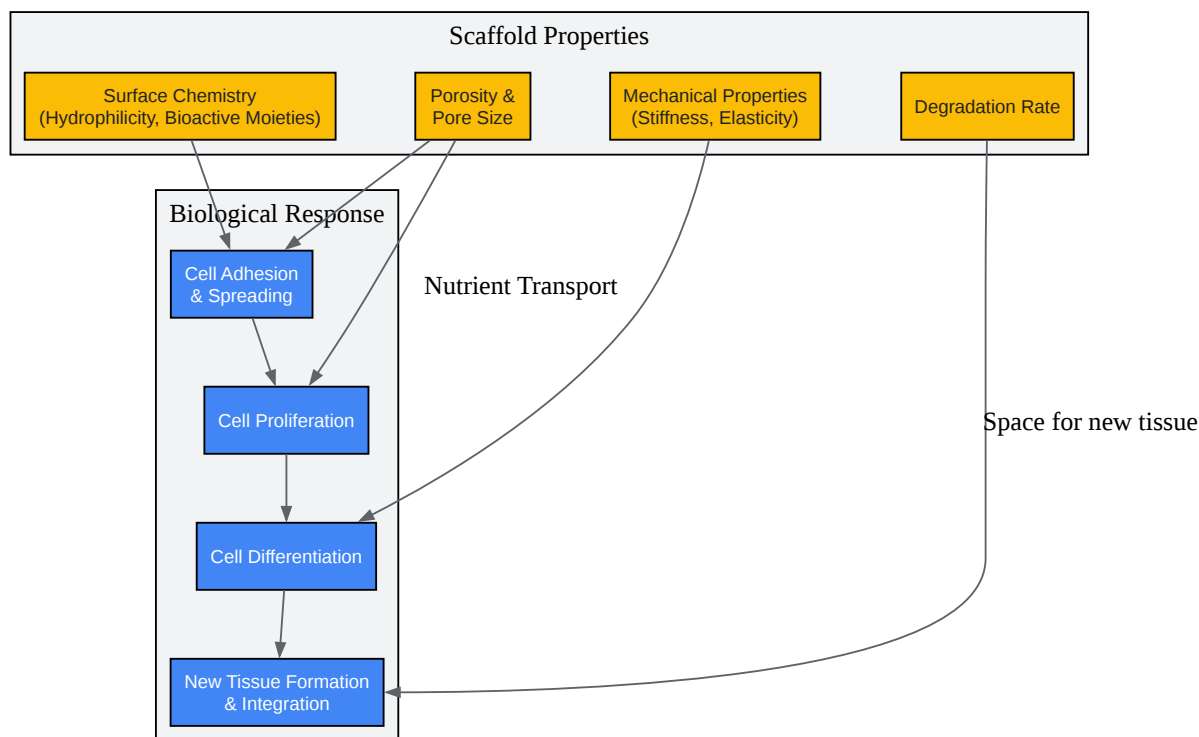 Scaffold Properties
Surface Chemistry
(Hydrophilicity, Bioactive Moieties)
Porosity &
Pore Size
Mechanical Properties
(Stiffness, Elasticity)
Degradation Rate
Biological Response
Cell Adhesion
& Spreading
Nutrient Transport
Cell Proliferation
Space for new tissue
Cell Differentiation
New Tissue Formation
& Integration